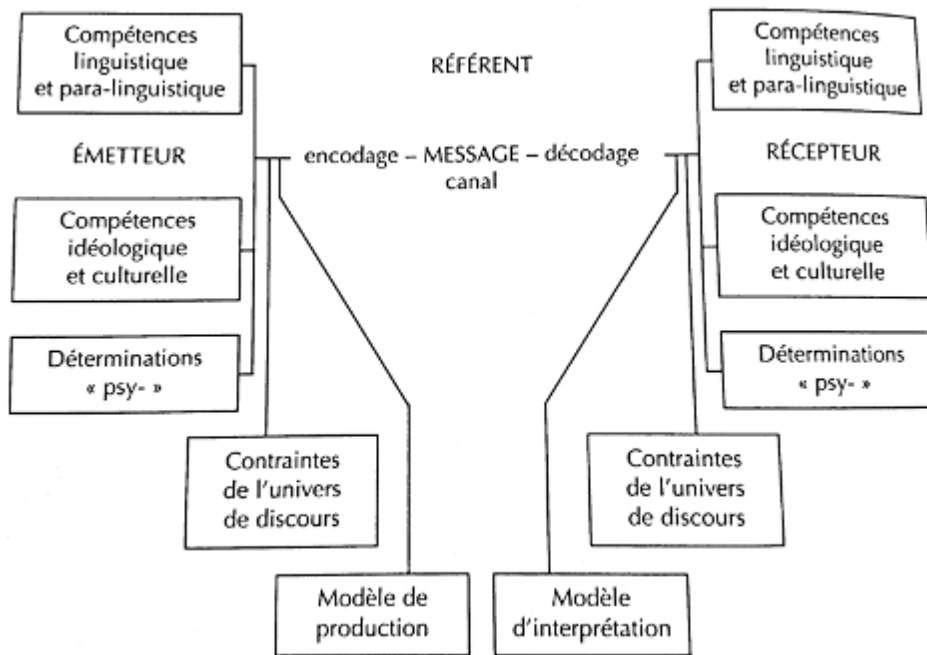 Compétences
linguistique
et para-linguistique
RÉFÉRENT
Compétences
linguistique
et para-linguistique
ÉMETTEUR
encodage – MESSAGE – décodage
canal
RÉCEPTEUR
Compétences
idéologique
et culturelle
Compétences
idéologique
et culturelle
Déterminations
« psy- »
Déterminations
« psy- »
Contraintes
de l'univers
de discours
Contraintes
de l'univers
de discours
Modèle de
production
Modèle
d'interprétation